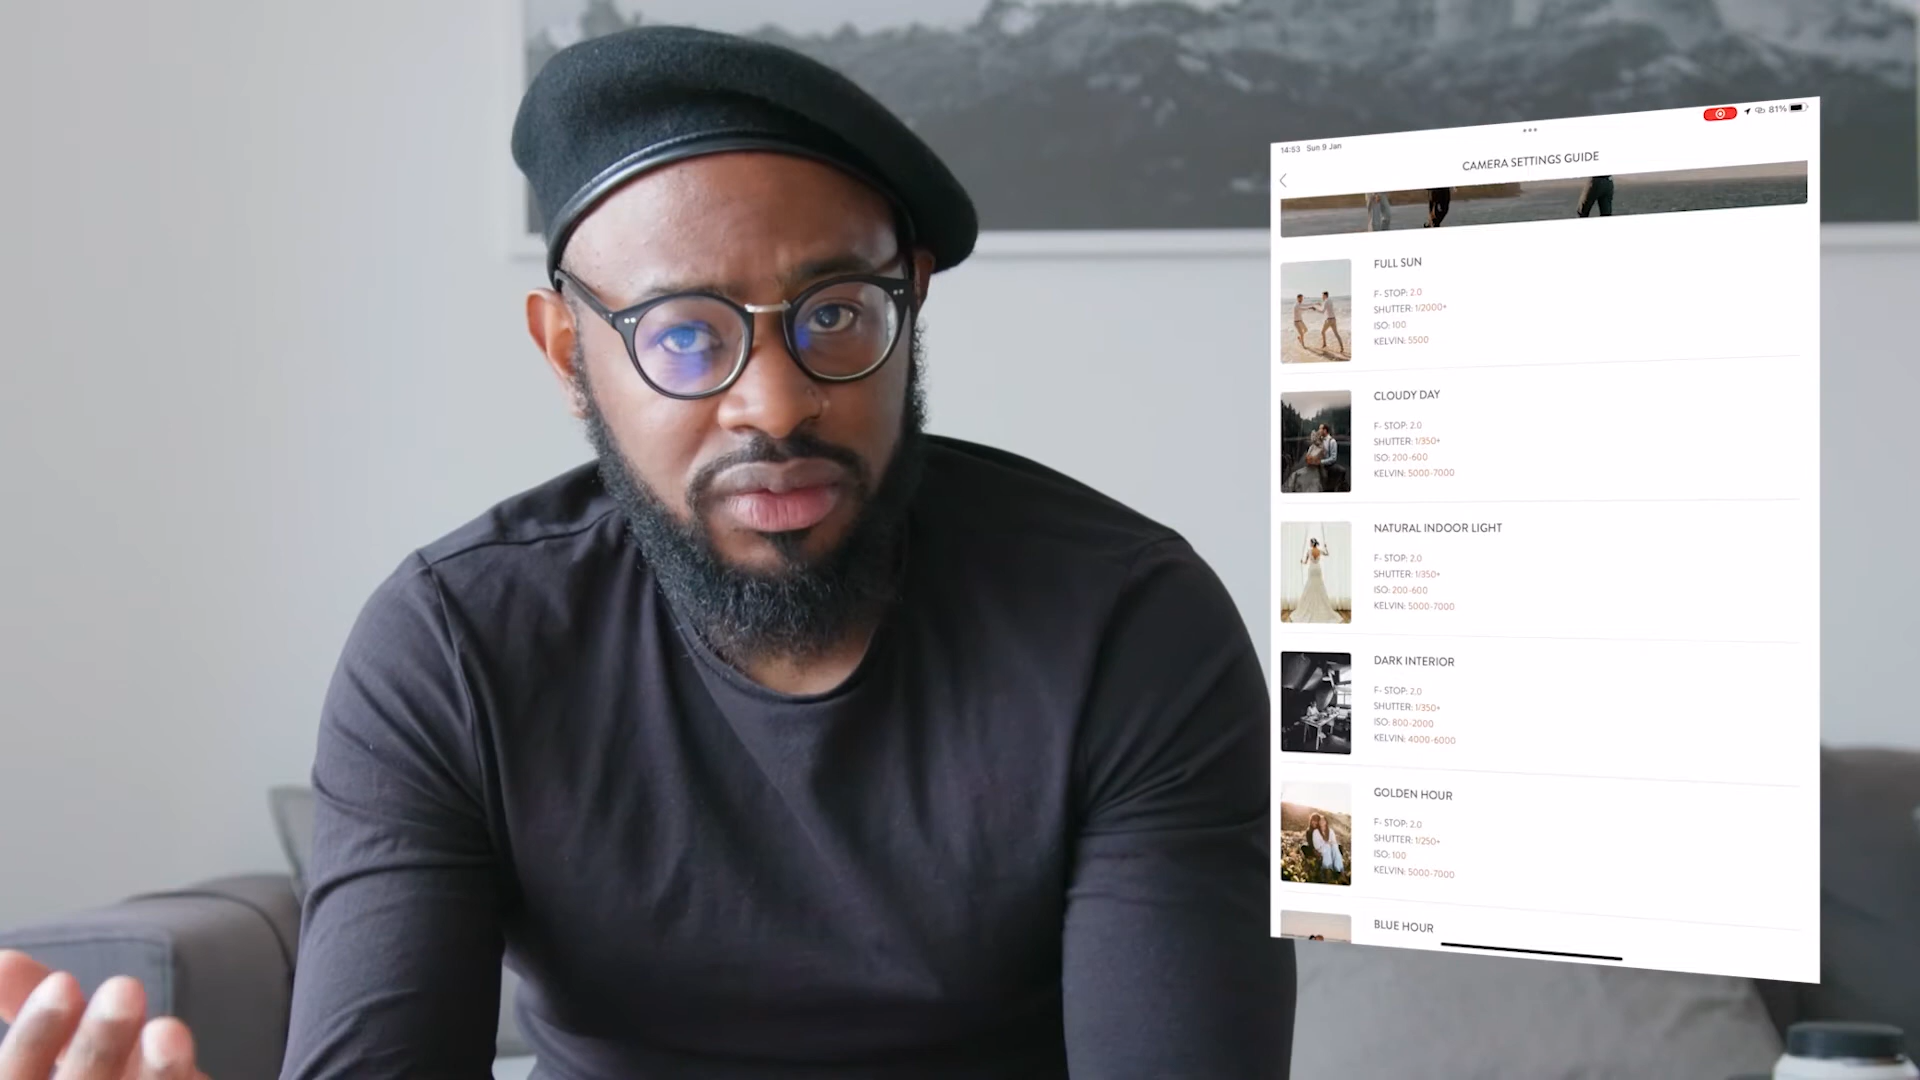 14:53 Sun 9 Jan
81%
CAMERA SETTINGS GUIDE
FULL SUN
F- STOP: 2.0
SHUTTER: 1/2000+
ISO: 100
KELVIN: 5500
CLOUDY DAY
F- STOP: 2.0
SHUTTER: 1/350+
ISO: 200-600
KELVIN: 5000-7000
NATURAL INDOOR LIGHT
F- STOP: 2.0
SHUTTER: 1/350+
ISO: 200-600
KELVIN: 5000-7000
DARK INTERIOR
F- STOP: 2.0
SHUTTER: 1/350+
ISO: 800-2000
KELVIN: 4000-6000
GOLDEN HOUR
F- STOP: 2.0
SHUTTER: 1/250+
ISO: 100
KELVIN: 5000-7000
BLUE HOUR